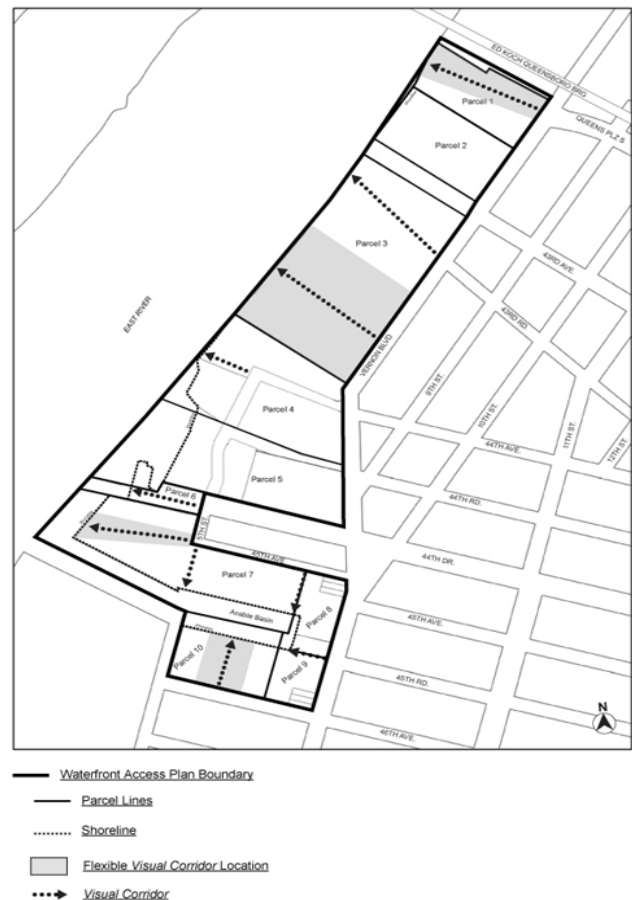 ED KOCH QUEENSBORO BRG
QUEENS PLZ S
Parcel 1
Parcel 2
Parcel 3
43RD AVE.
EAST RIVER
43RD RD.
VERNON BLVD
9TH ST.
10TH ST.
11TH ST.
12TH ST.
Parcel 4
44TH AVE.
Parcel 5
44TH RD.
Parcel 6
5TH ST.
45TH AVE
44TH DR.
Parcel 7
Parcel 8
45TH AVE.
Anable Basin
Parcel 10
Parcel 9
45TH RD.
46TH AVE.
N
Waterfront Access Plan Boundary
Parcel Lines
Shoreline
Flexible Visual Corridor Location
Visual Corridor